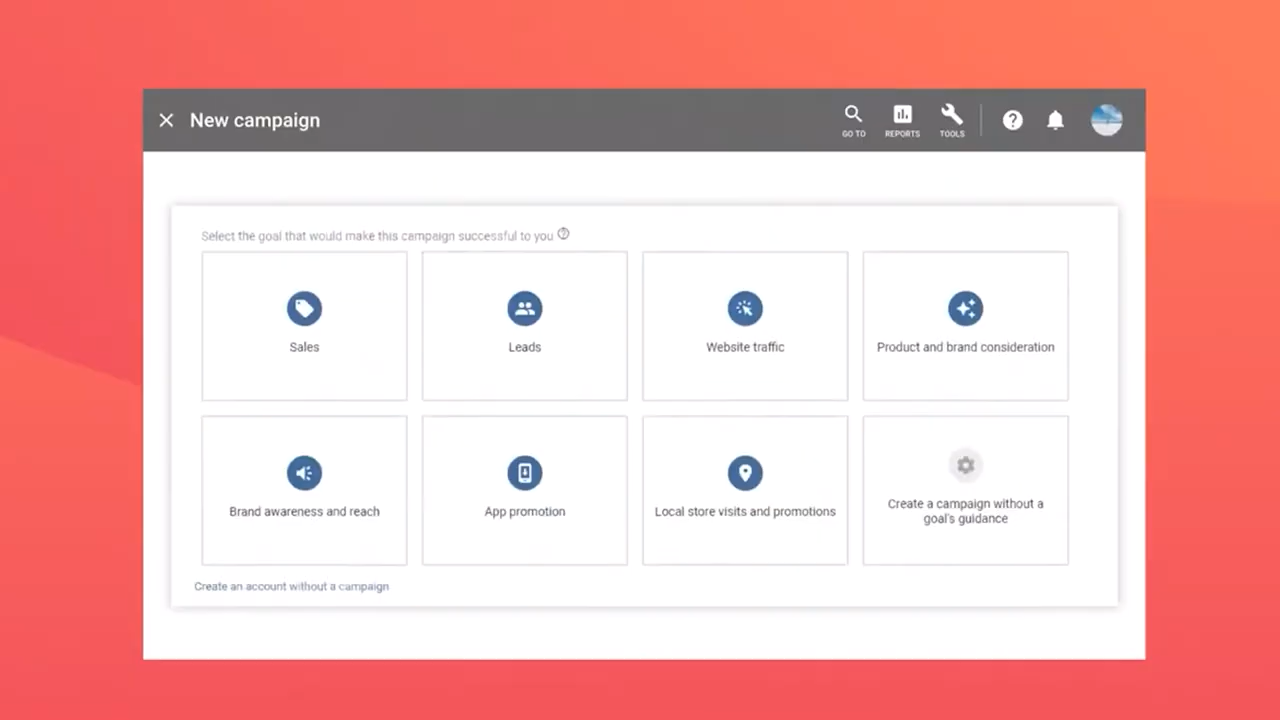 New campaign
GO TO
REPORTS
TOOLS
Select the goal that would make this campaign successful to you
Sales
Leads
Website traffic
Product and brand consideration
Brand awareness and reach
App promotion
Local store visits and promotions
Create a campaign without a
goal's guidance
Create an account without a campaign